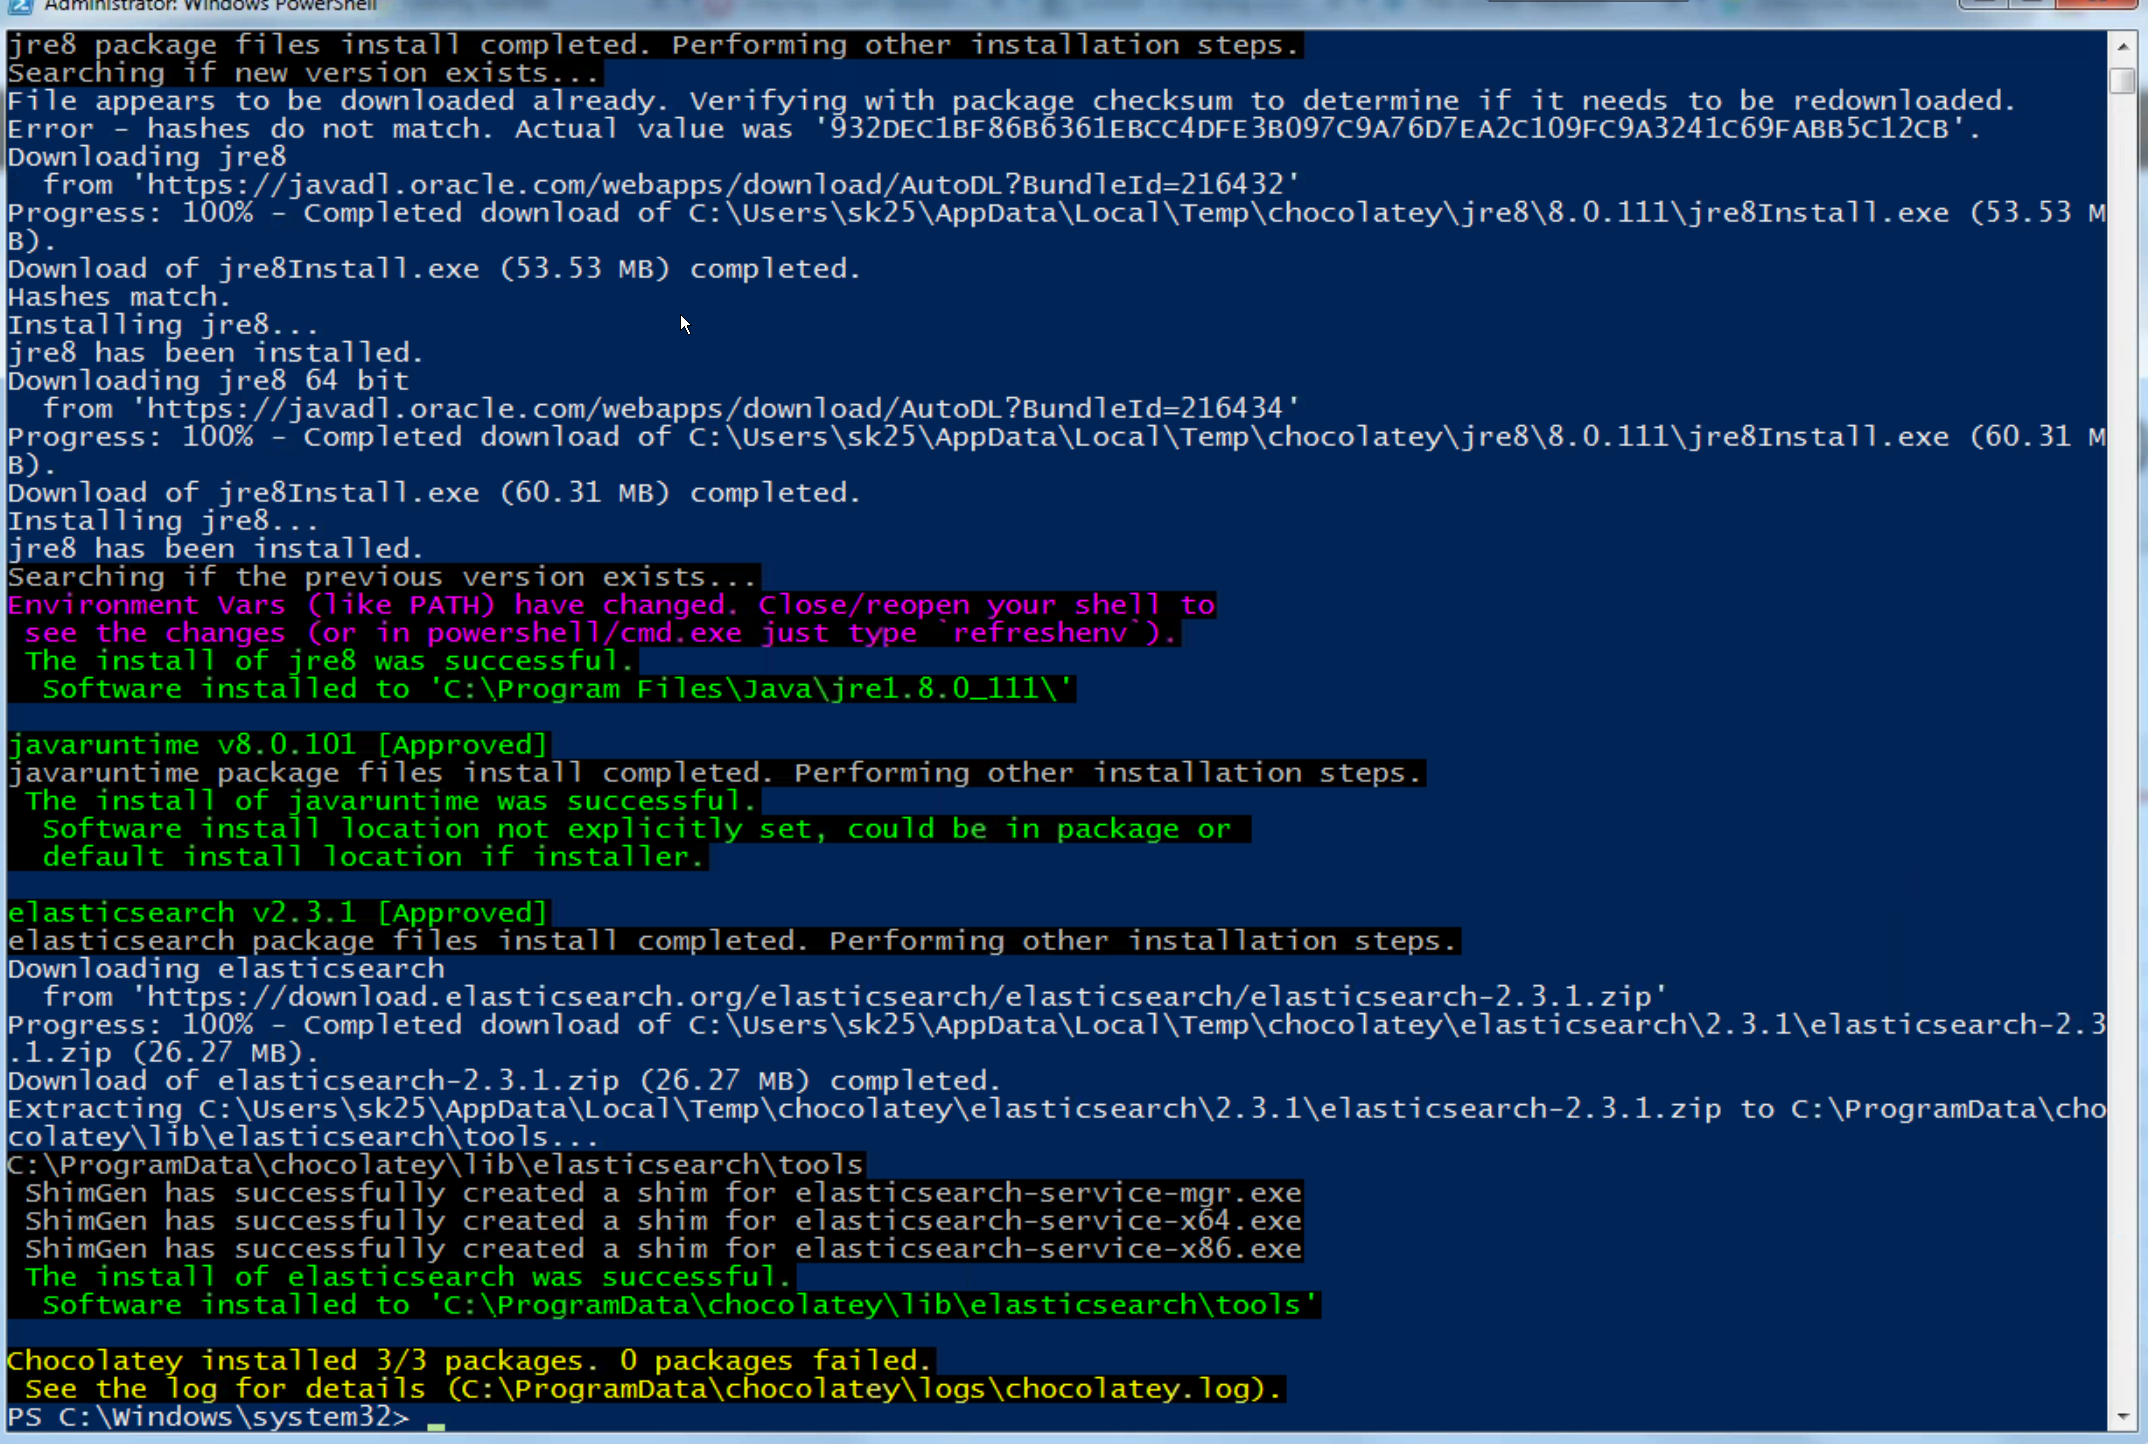 Administrator: Windows PowerShell
jre8 package files install completed. Performing other installation steps.
Searching if new version exists...
File appears to be downloaded already. Verifying with package checksum to determine if it needs to be redownloaded.
Error - hashes do not match. Actual value was '932DEC1BF86B6361EBCC4DFE3B097C9A76D7EA2C109FC9A3241C69FABB5C12CB'.
Downloading jre8
  from 'https://javadl.oracle.com/webapps/download/AutoDL?BundleId=216432'
Progress: 100% - Completed download of C:\Users\sk25\AppData\Local\Temp\chocolatey\jre8\8.0.111\jre8Install.exe (53.53 M
B).
Download of jre8Install.exe (53.53 MB) completed.
Hashes match.
Installing jre8...
jre8 has been installed.
Downloading jre8 64 bit
  from 'https://javadl.oracle.com/webapps/download/AutoDL?BundleId=216434'
Progress: 100% - Completed download of C:\Users\sk25\AppData\Local\Temp\chocolatey\jre8\8.0.111\jre8Install.exe (60.31 M
B).
Download of jre8Install.exe (60.31 MB) completed.
Installing jre8...
jre8 has been installed.
Searching if the previous version exists...
Environment Vars (like PATH) have changed. Close/reopen your shell to
 see the changes (or in powershell/cmd.exe just type `refreshenv`).
 The install of jre8 was successful.
  Software installed to 'C:\Program Files\Java\jre1.8.0_111\'
javaruntime v8.0.101 [Approved]
javaruntime package files install completed. Performing other installation steps.
 The install of javaruntime was successful.
  Software install location not explicitly set, could be in package or
  default install location if installer.
elasticsearch v2.3.1 [Approved]
elasticsearch package files install completed. Performing other installation steps.
Downloading elasticsearch
  from 'https://download.elasticsearch.org/elasticsearch/elasticsearch/elasticsearch-2.3.1.zip'
Progress: 100% - Completed download of C:\Users\sk25\AppData\Local\Temp\chocolatey\elasticsearch\2.3.1\elasticsearch-2.3
.1.zip (26.27 MB).
Download of elasticsearch-2.3.1.zip (26.27 MB) completed.
Extracting C:\Users\sk25\AppData\Local\Temp\chocolatey\elasticsearch\2.3.1\elasticsearch-2.3.1.zip to C:\ProgramData\cho
colatey\lib\elasticsearch\tools...
C:\ProgramData\chocolatey\lib\elasticsearch\tools
 ShimGen has successfully created a shim for elasticsearch-service-mgr.exe
 ShimGen has successfully created a shim for elasticsearch-service-x64.exe
 ShimGen has successfully created a shim for elasticsearch-service-x86.exe
 The install of elasticsearch was successful.
  Software installed to 'C:\ProgramData\chocolatey\lib\elasticsearch\tools'
Chocolatey installed 3/3 packages. 0 packages failed.
 See the log for details (C:\ProgramData\chocolatey\logs\chocolatey.log).
PS C:\Windows\system32> _